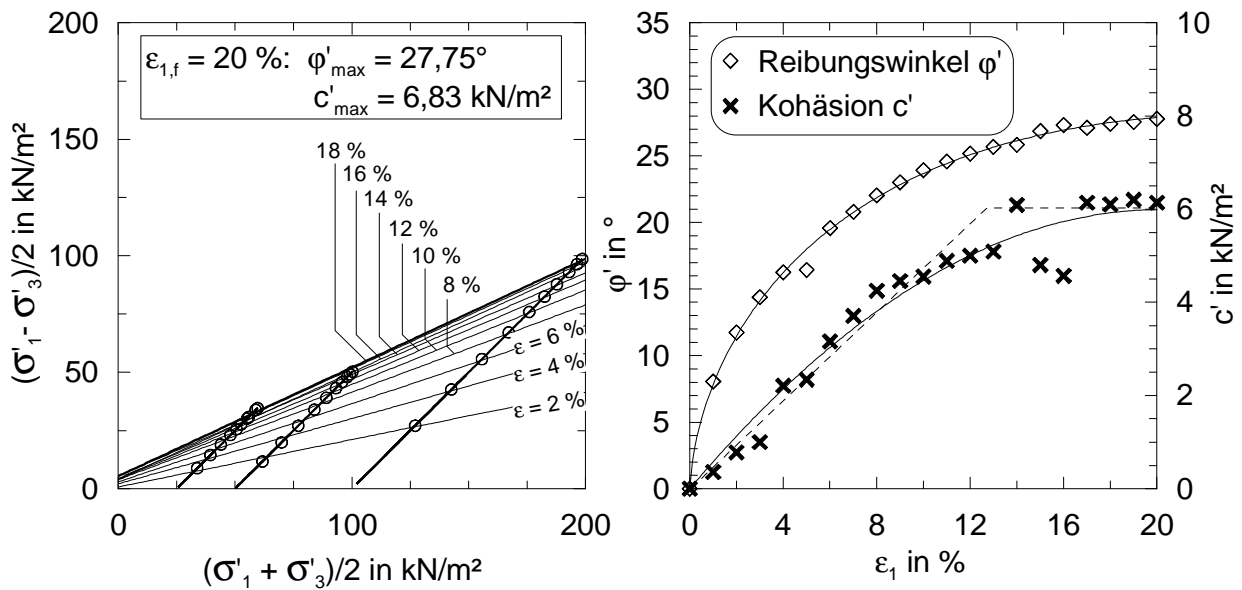 200
150
100
50
0
(σ'₁ - σ'₃)/2 in kN/m²
ε₁,f = 20 %: φ'max = 27,75°
c'max = 6,83 kN/m²
18 %
16 %
14 %
12 %
10 %
8 %
ε = 6 %
ε = 4 %
ε = 2 %
0
100
200
(σ'₁ + σ'₃)/2 in kN/m²
35
30
25
20
15
10
5
0
φ' in °
Reibungswinkel φ'
Kohäsion c'
10
8
6
4
2
0
c' in kN/m²
0
4
8
12
16
20
ε₁ in %